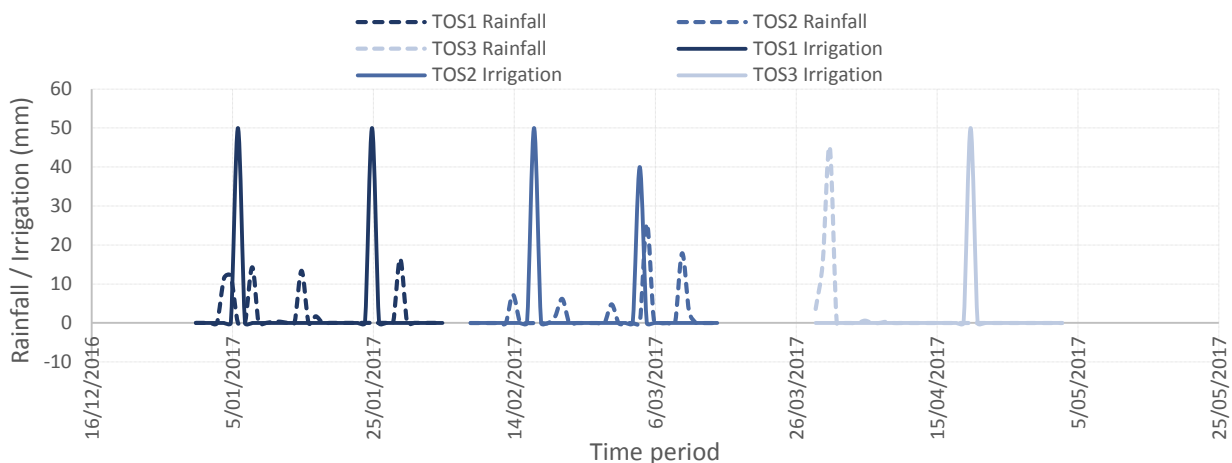 TOS1 Rainfall
TOS2 Rainfall
TOS3 Rainfall
TOS1 Irrigation
TOS2 Irrigation
TOS3 Irrigation
Rainfall / Irrigation (mm)
60
50
40
30
20
10
0
-10
16/12/2016
5/01/2017
25/01/2017
14/02/2017
6/03/2017
26/03/2017
15/04/2017
5/05/2017
25/05/2017
Time period